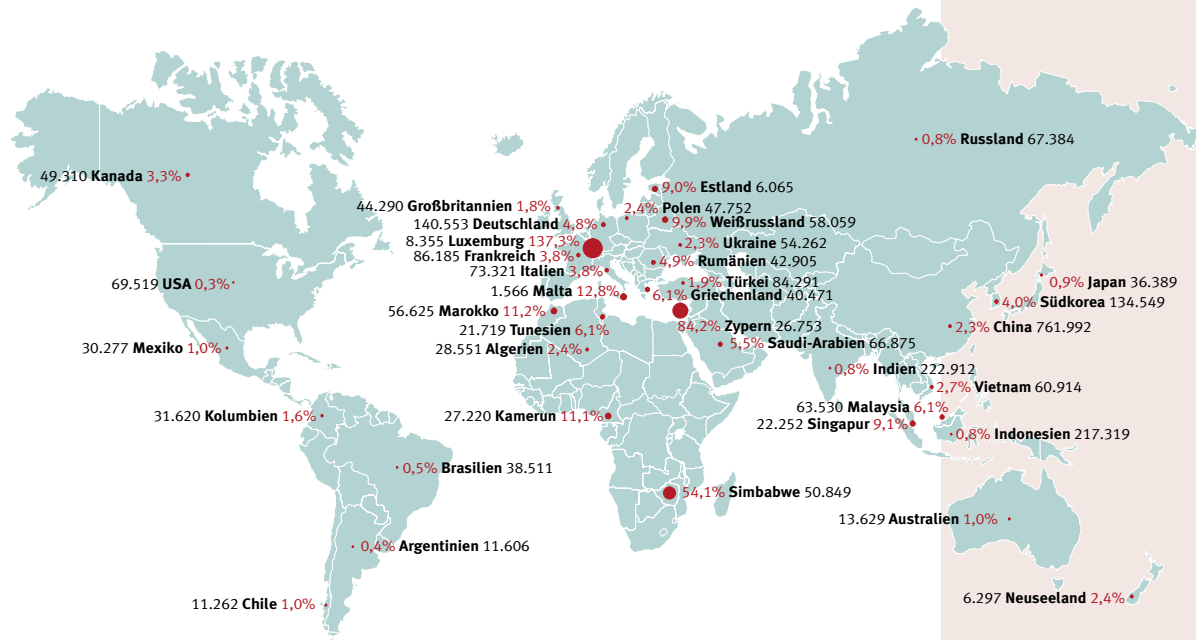 0,8% Russland 67.384
49.310 Kanada 3,3%
9,0% Estland 6.065
44.290 Großbritannien 1,8%
2,4% Polen 47.752
140.553 Deutschland 4,8%
9,9% Weißrussland 58.059
8.355 Luxemburg 137,3%
2,3% Ukraine 54.262
86.185 Frankreich 3,8%
4,9% Rumänien 42.905
73.321 Italien 3,8%
69.519 USA 0,3%
1,9% Türkei 84.291
0,9% Japan 36.389
1.566 Malta 12,8%
6,1% Griechenland 40.471
4,0% Südkorea 134.549
56.625 Marokko 11,2%
84,2% Zypern 26.753
2,3% China 761.992
21.719 Tunesien 6,1%
30.277 Mexiko 1,0%
28.551 Algerien 2,4%
5,5% Saudi-Arabien 66.875
0,8% Indien 222.912
2,7% Vietnam 60.914
63.530 Malaysia 6,1%
31.620 Kolumbien 1,6%
27.220 Kamerun 11,1%
22.252 Singapur 9,1%
0,8% Indonesien 217.319
0,5% Brasilien 38.511
54,1% Simbabwe 50.849
13.629 Australien 1,0%
0,4% Argentinien 11.606
11.262 Chile 1,0%
6.297 Neuseeland 2,4%